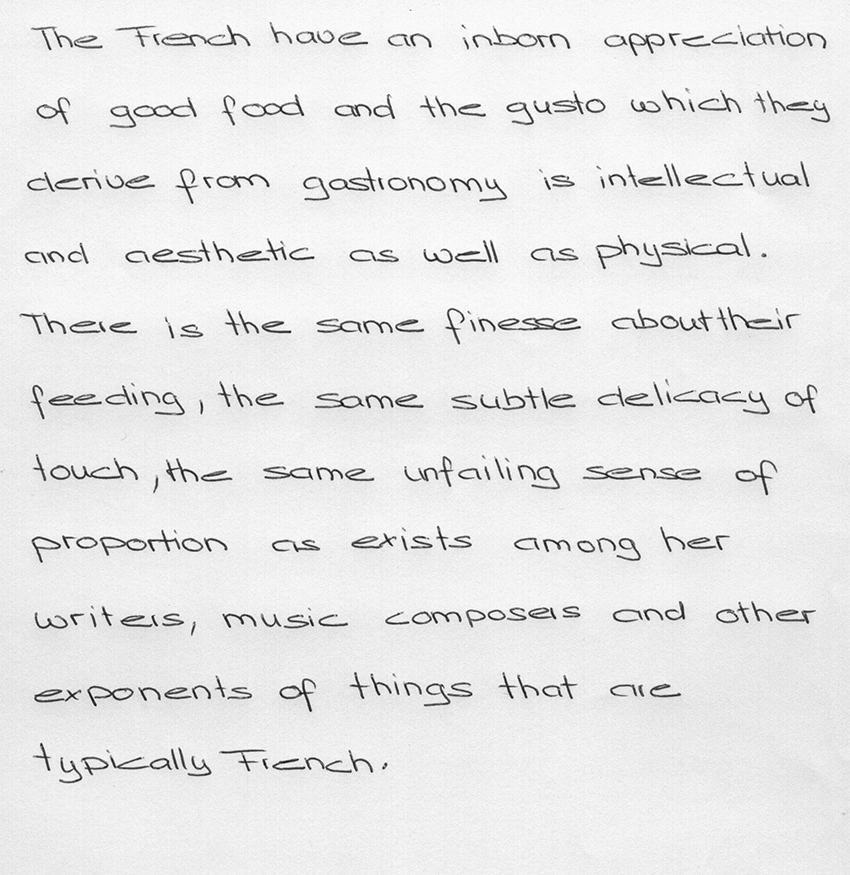 The French have an inborn appreciation
of good food and the gusto which they
derive from gastronomy is intellectual
and aesthetic as well as physical.
There is the same finesse about their
feeding, the same subtle delicacy of
touch, the same unfailing sense of
proportion as exists among her
writers, music composers and other
exponents of things that are
typically French.